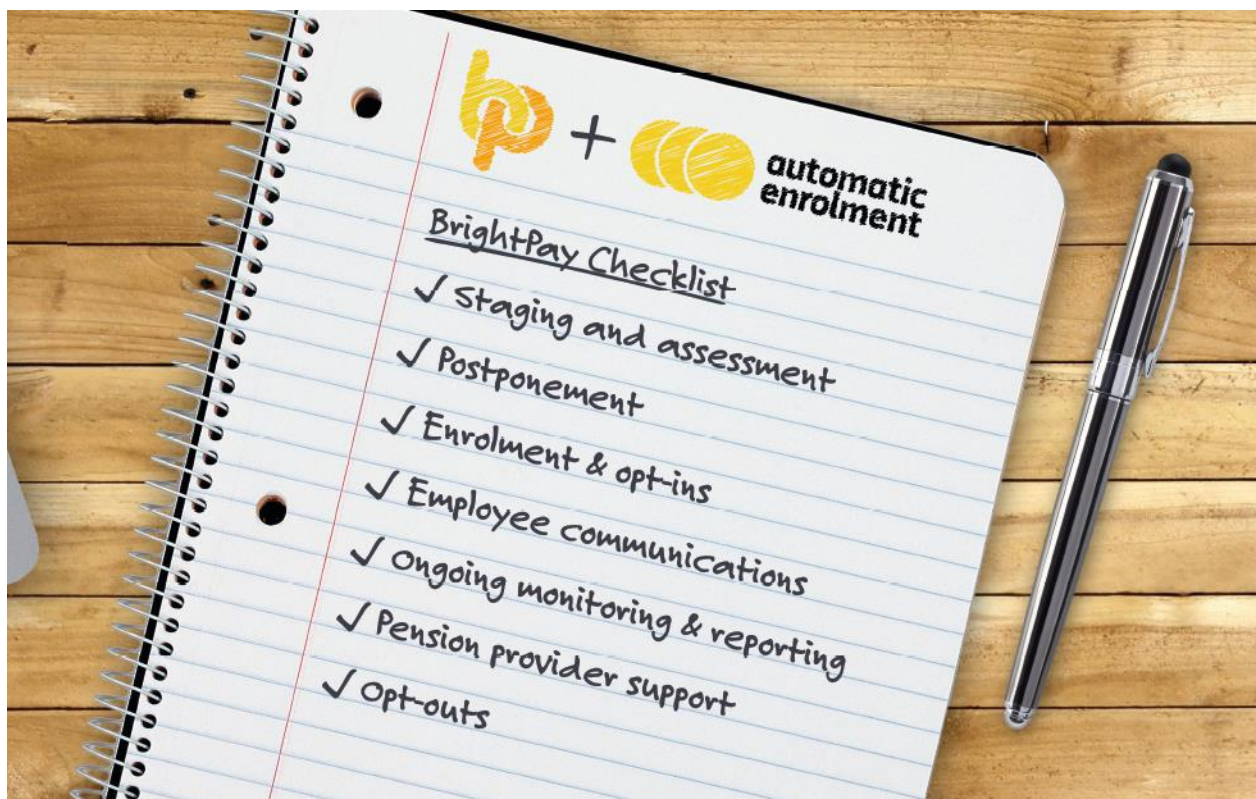 bp +
automatic
enrolment
BrightPay Checklist
✓ Staging and assessment
✓ Postponement
✓ Enrolment & opt-ins
✓ Employee communications
✓ Ongoing monitoring & reporting
✓ Pension provider support
✓ Opt-outs